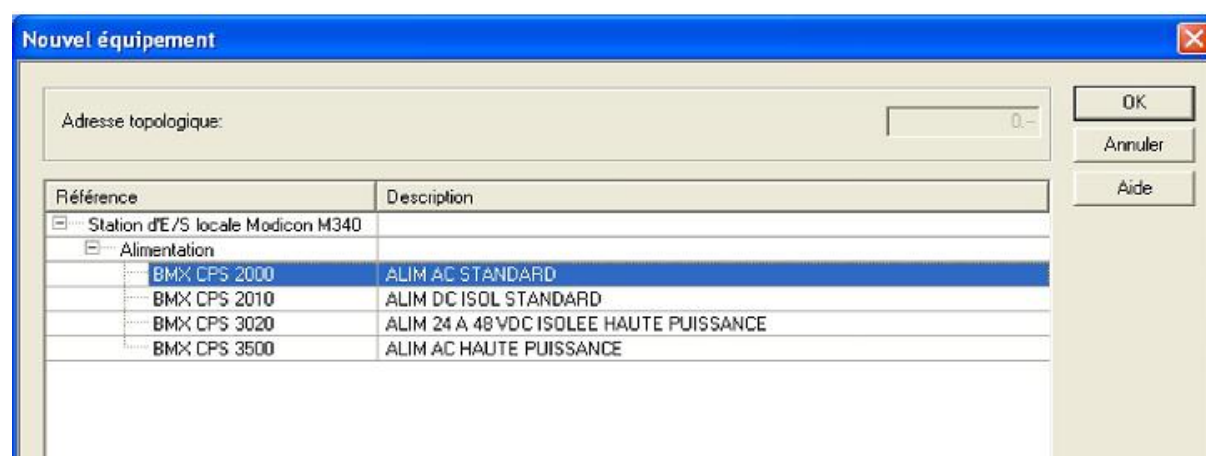 Nouvel équipement
Adresse topologique:
0.--
OK
Annuler
Aide
Référence Description
Station d'E/S locale Modicon M340
Alimentation
BMX CPS 2000 ALIM AC STANDARD
BMX CPS 2010 ALIM DC ISOL STANDARD
BMX CPS 3020 ALIM 24 A 48 VDC ISOLEE HAUTE PUISSANCE
BMX CPS 3500 ALIM AC HAUTE PUISSANCE